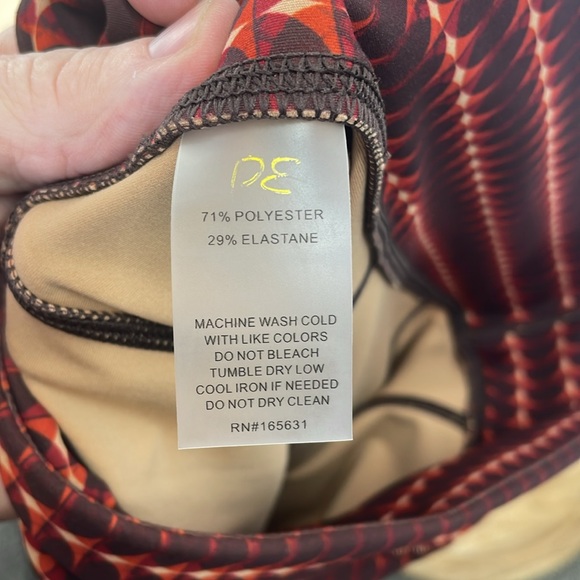 DE
71% POLYESTER
29% ELASTANE
MACHINE WASH COLD
WITH LIKE COLORS
DO NOT BLEACH
TUMBLE DRY LOW
COOL IRON IF NEEDED
DO NOT DRY CLEAN
RN#165631